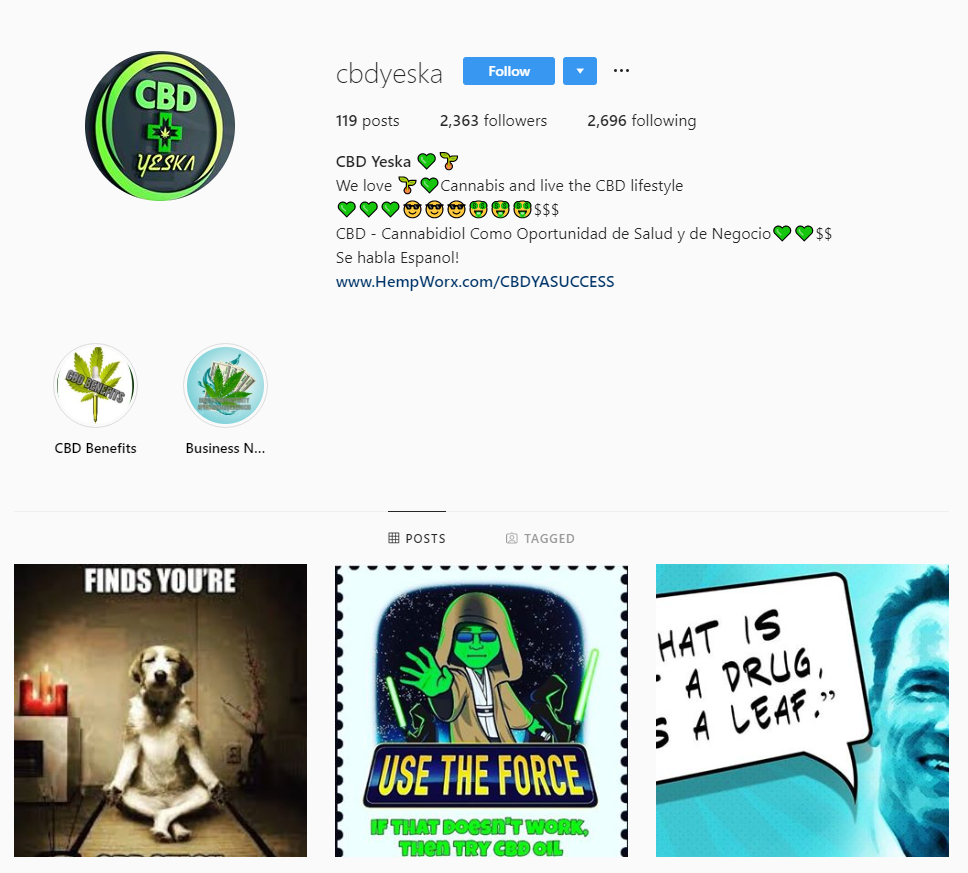 CBD
YESKA
cbdyeska
Follow
119 posts 2,363 followers 2,696 following
CBD Yeska 💚🌱
We love 🌱💚Cannabis and live the CBD lifestyle
💚💚💚😎😎😎🤑🤑🤑$$$
CBD - Cannabidiol Como Oportunidad de Salud y de Negocio💚💚$$
Se habla Espanol!
www.HempWorx.com/CBDYASUCCESS
CBD BENEFITS
CBD Benefits Business N...
POSTS TAGGED
FINDS YOU'RE
USE THE FORCE
IF THAT DOESN'T WORK,
THEN TRY CBD OIL
HAT IS
A DRUG,
S A LEAF.”